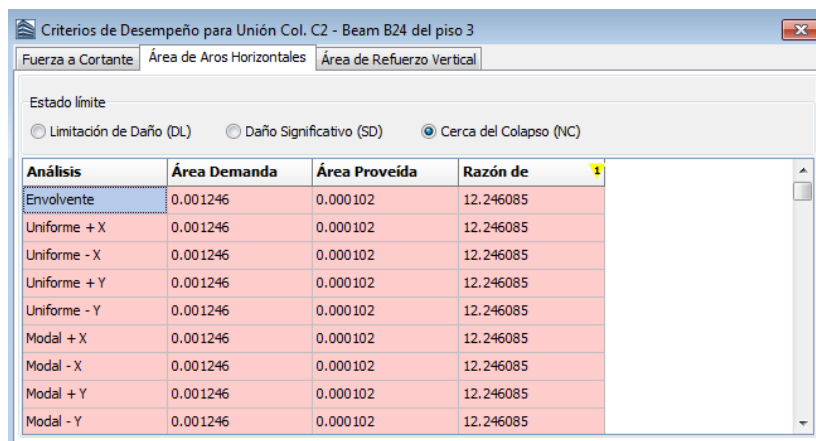 Criterios de Desempeño para Unión Col. C2 - Beam B24 del piso 3
Fuerza a Cortante Área de Aros Horizontales Área de Refuerzo Vertical
Estado límite
Limitación de Daño (DL) Daño Significativo (SD) Cerca del Colapso (NC)
Análisis Área Demanda Área Proveída Razón de 1
Envolvente 0.001246 0.000102 12.246085
Uniforme + X 0.001246 0.000102 12.246085
Uniforme - X 0.001246 0.000102 12.246085
Uniforme + Y 0.001246 0.000102 12.246085
Uniforme - Y 0.001246 0.000102 12.246085
Modal + X 0.001246 0.000102 12.246085
Modal - X 0.001246 0.000102 12.246085
Modal + Y 0.001246 0.000102 12.246085
Modal - Y 0.001246 0.000102 12.246085